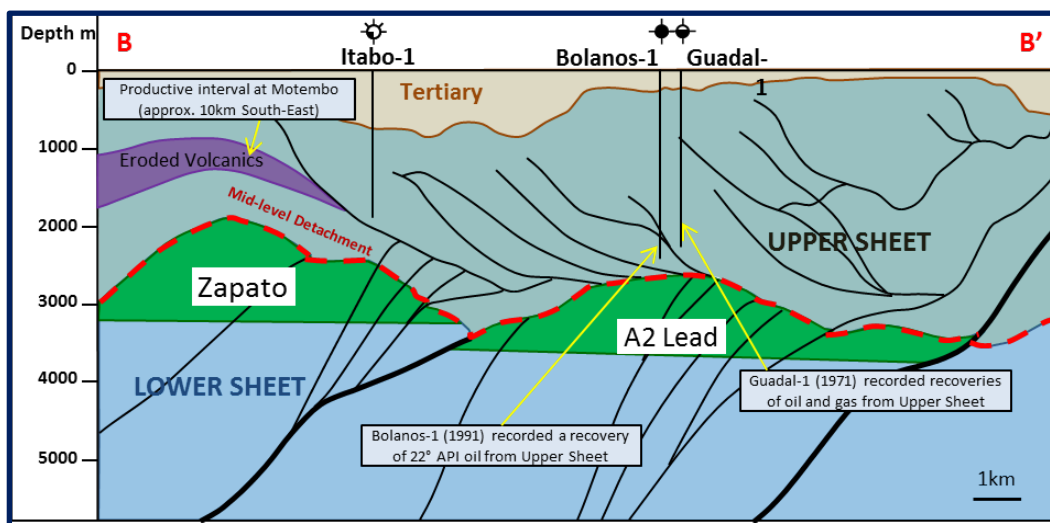 Depth m
B
B’
Itabo-1
Bolanos-1
Guadal-
1
0
Tertiary
Productive interval at Motembo
(approx. 10km South-East)
1000
Eroded Volcanics
Mid-level Detachment
2000
UPPER SHEET
Zapato
3000
A2 Lead
LOWER SHEET
4000
Guadal-1 (1971) recorded recoveries
of oil and gas from Upper Sheet
Bolanos-1 (1991) recorded a recovery
of 22° API oil from Upper Sheet
5000
1km